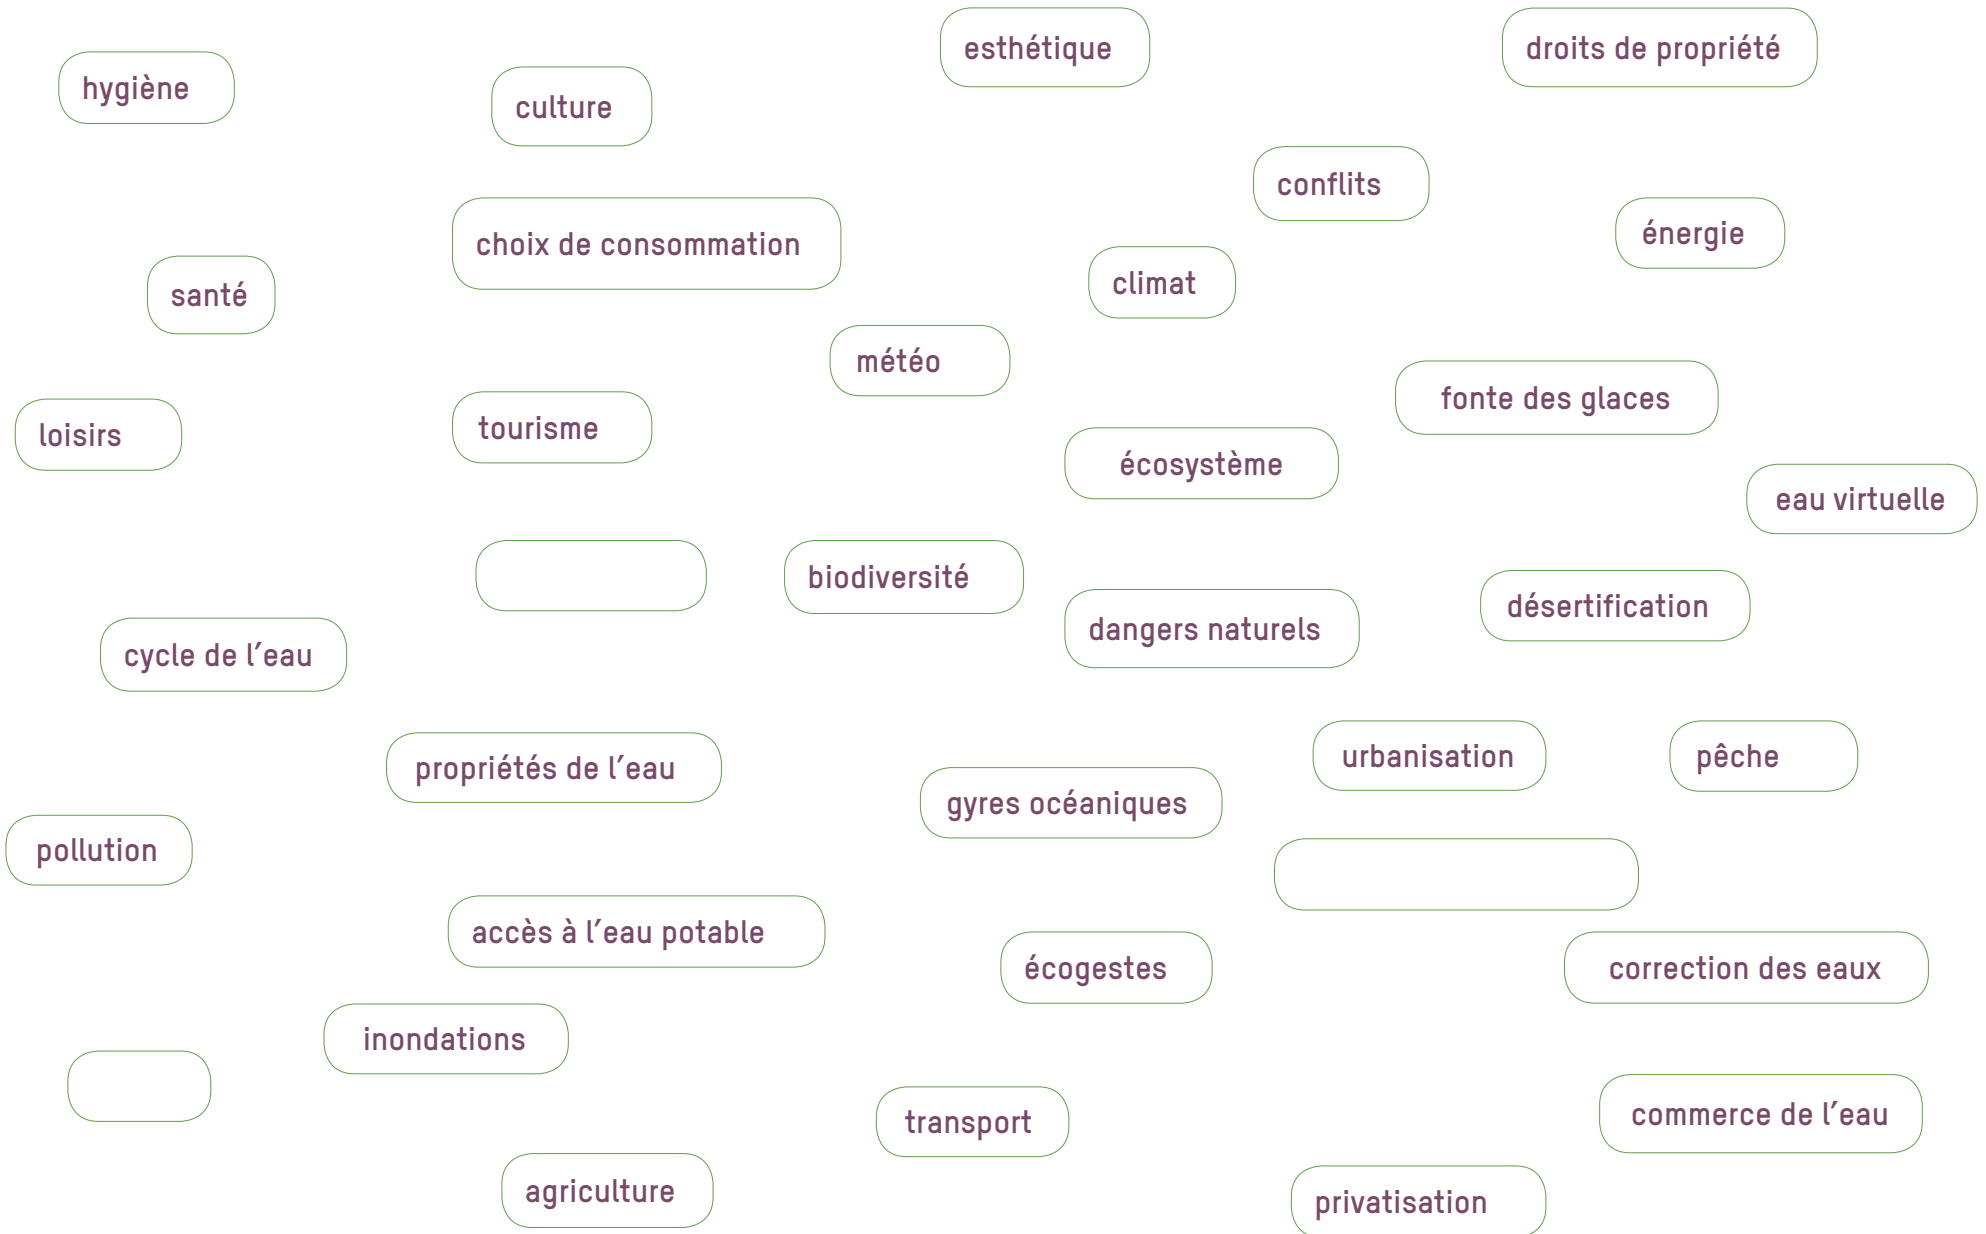 esthétique
droits de propriété
hygiène
culture
conflits
énergie
choix de consommation
climat
santé
météo
fonte des glaces
tourisme
loisirs
écosystème
eau virtuelle
biodiversité
désertification
dangers naturels
cycle de l'eau
urbanisation
pêche
propriétés de l'eau
gyres océaniques
pollution
accès à l'eau potable
écogestes
correction des eaux
inondations
commerce de l'eau
transport
agriculture
privatisation